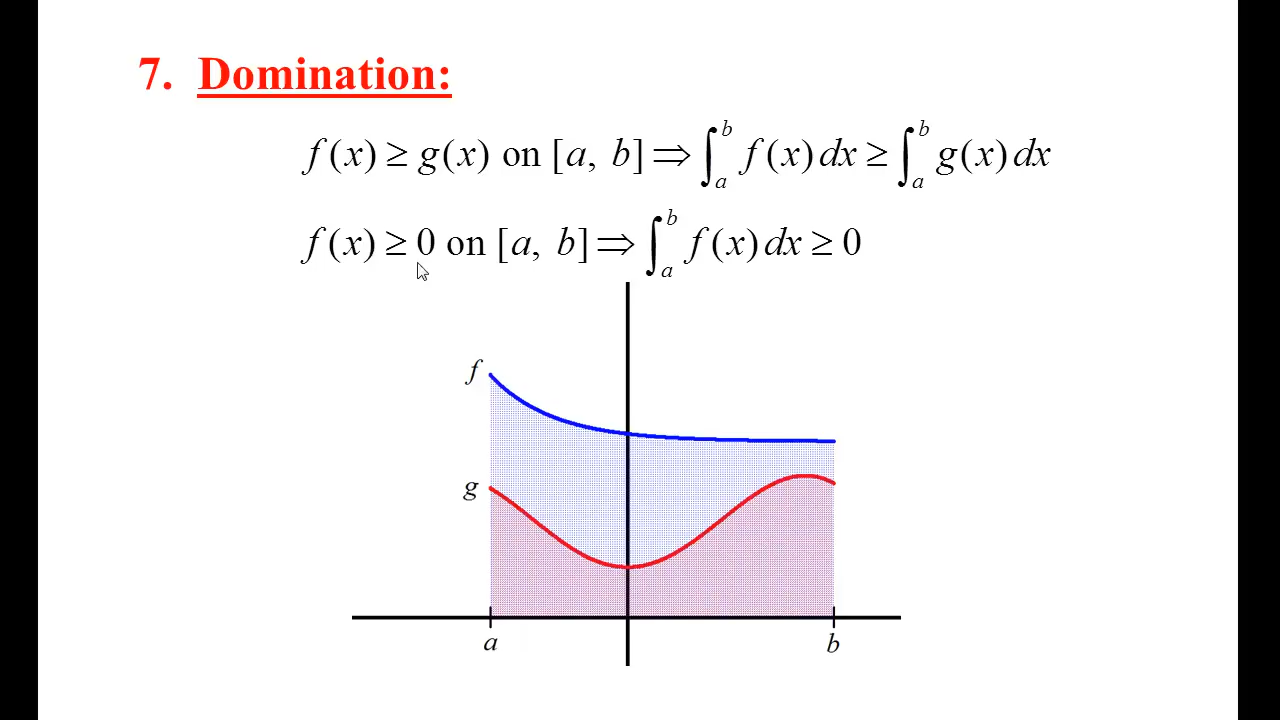 7. Domination:
f(x) ≥ g(x) on [a, b] ⇒ ∫_a^b f(x) dx ≥ ∫_a^b g(x) dx
f(x) ≥ 0 on [a, b] ⇒ ∫_a^b f(x) dx ≥ 0
f
g
a b